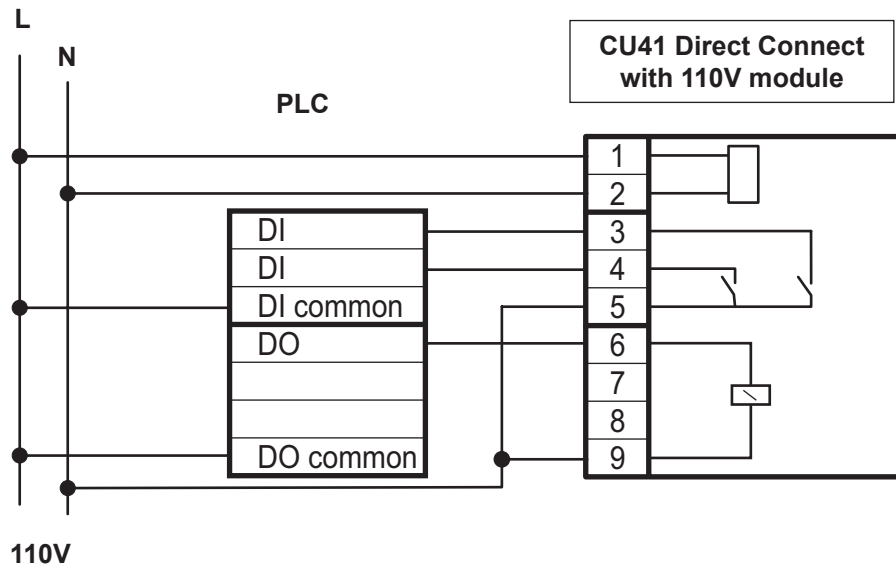 L
N
PLC
CU41 Direct Connect
with 110V module
1
2
DI
3
DI
4
DI common
5
DO
6
7
8
DO common
9
110V